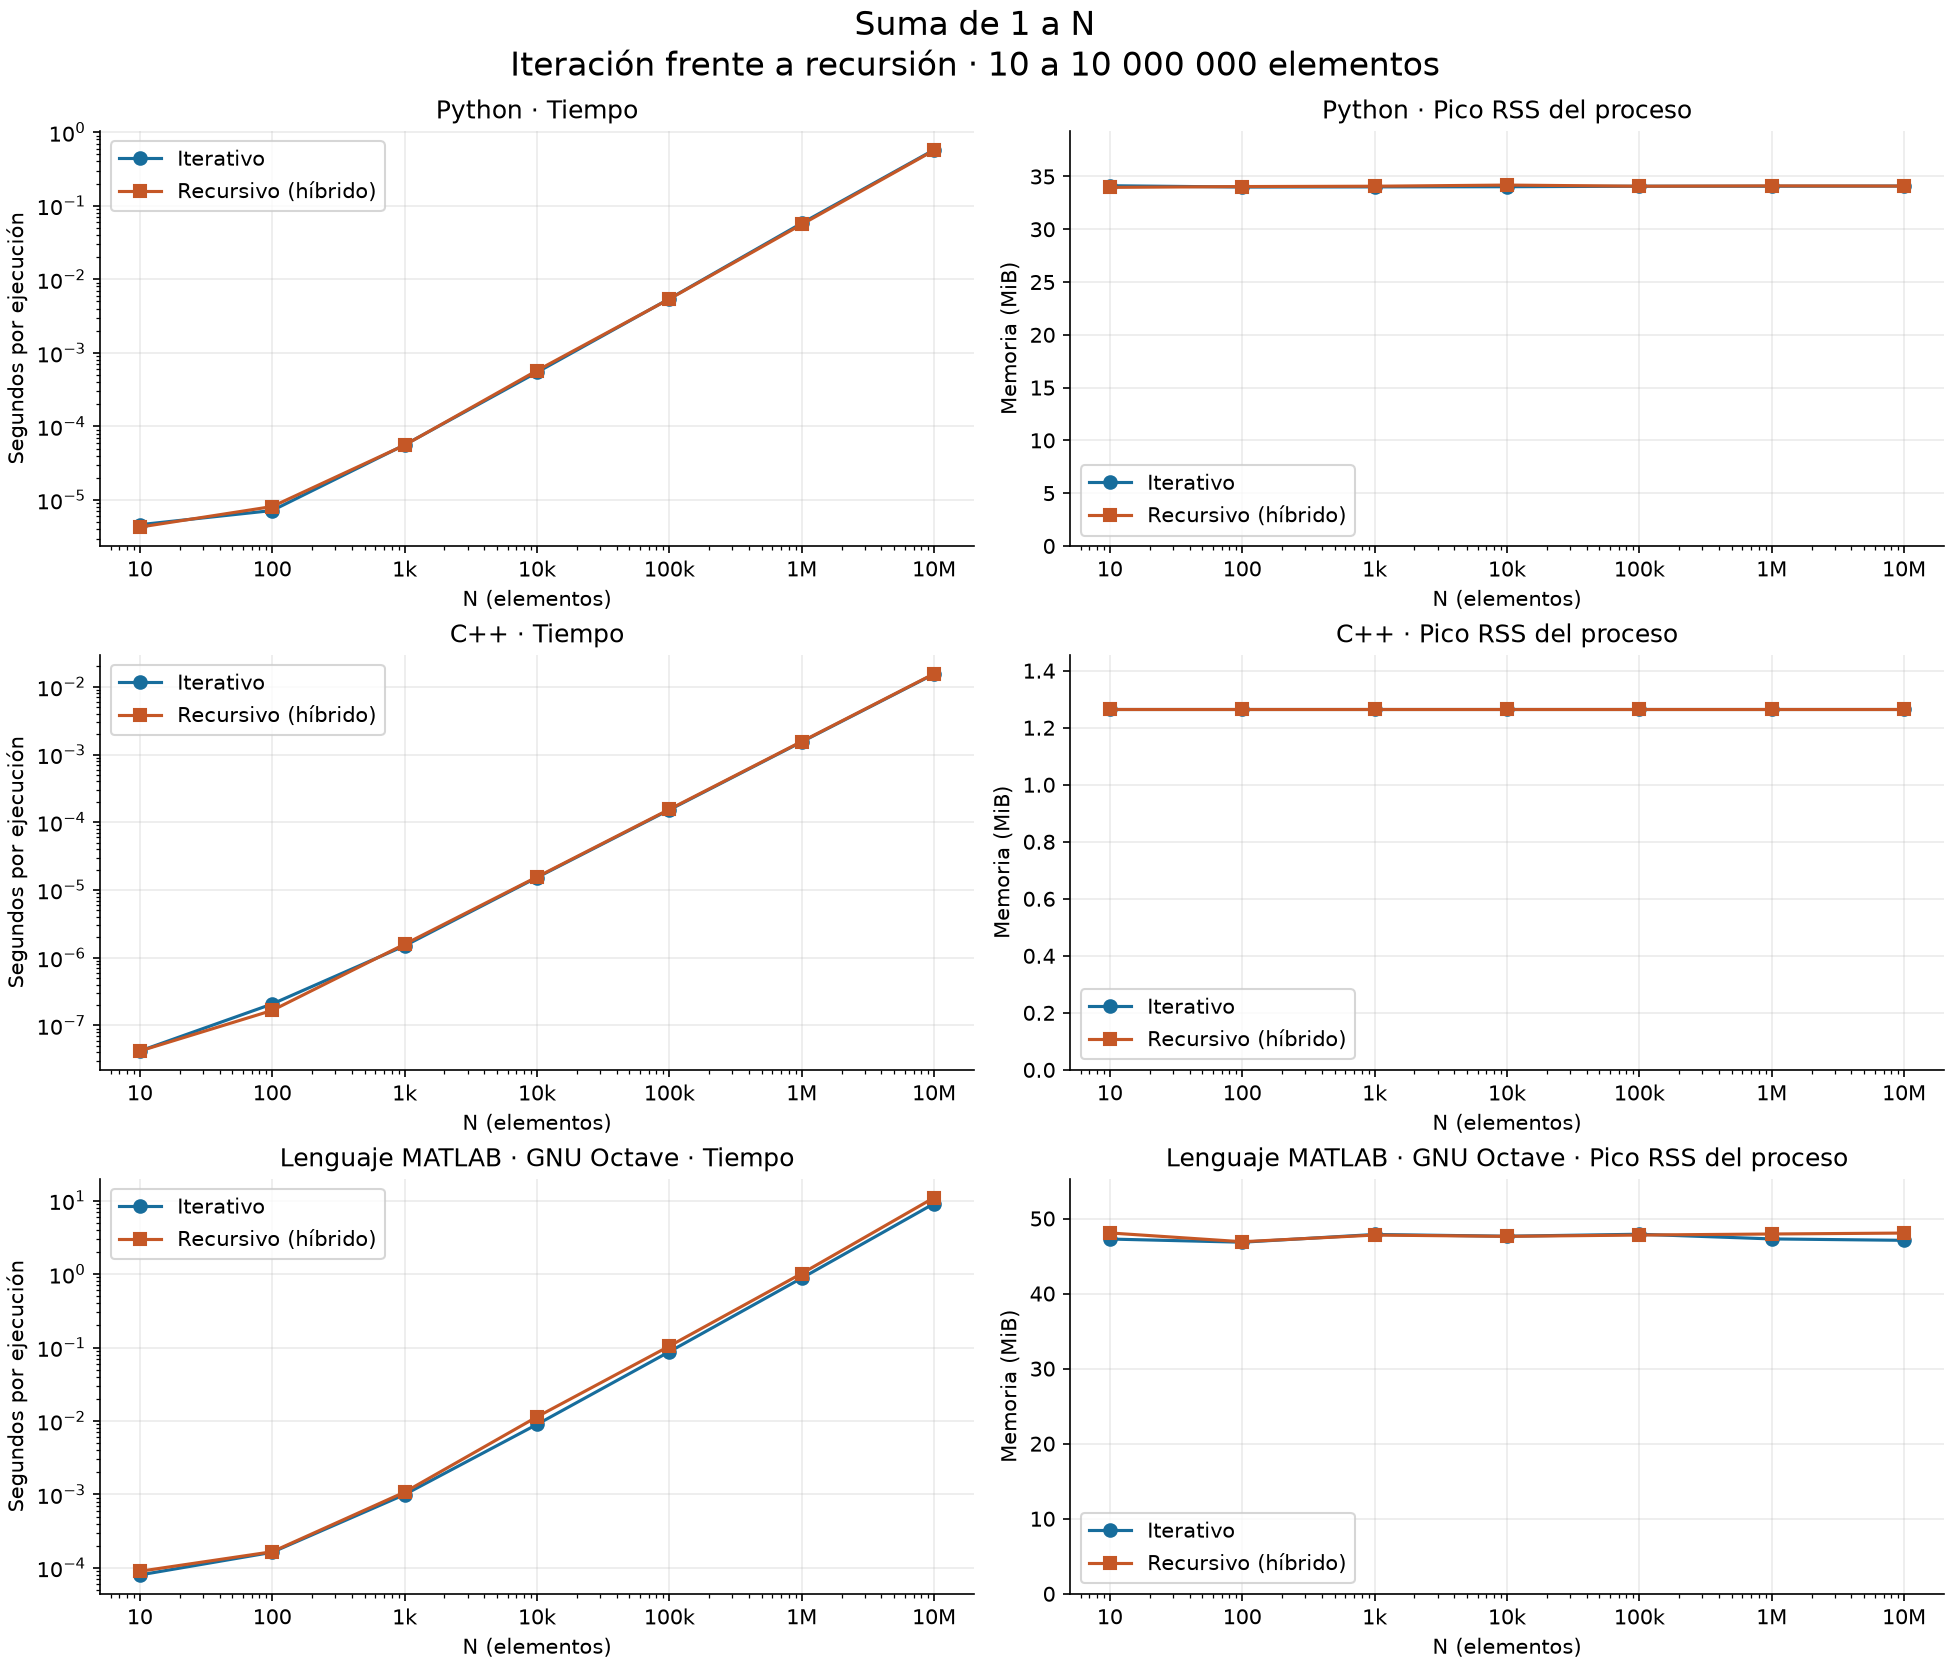 Suma de 1 a N
Iteración frente a recursión · 10 a 10 000 000 elementos
Python · Tiempo
Segundos por ejecución
10⁰
10⁻¹
10⁻²
10⁻³
10⁻⁴
10⁻⁵
Iterativo
Recursivo (híbrido)
10 100 1k 10k 100k 1M 10M
N (elementos)
Python · Pico RSS del proceso
Memoria (MiB)
35
30
25
20
15
10
5
0
Iterativo
Recursivo (híbrido)
10 100 1k 10k 100k 1M 10M
N (elementos)
C++ · Tiempo
Segundos por ejecución
10⁻²
10⁻³
10⁻⁴
10⁻⁵
10⁻⁶
10⁻⁷
Iterativo
Recursivo (híbrido)
10 100 1k 10k 100k 1M 10M
N (elementos)
C++ · Pico RSS del proceso
Memoria (MiB)
1.4
1.2
1.0
0.8
0.6
0.4
0.2
0.0
Iterativo
Recursivo (híbrido)
10 100 1k 10k 100k 1M 10M
N (elementos)
Lenguaje MATLAB · GNU Octave · Tiempo
Segundos por ejecución
10¹
10⁰
10⁻¹
10⁻²
10⁻³
10⁻⁴
Iterativo
Recursivo (híbrido)
10 100 1k 10k 100k 1M 10M
N (elementos)
Lenguaje MATLAB · GNU Octave · Pico RSS del proceso
Memoria (MiB)
50
40
30
20
10
0
Iterativo
Recursivo (híbrido)
10 100 1k 10k 100k 1M 10M
N (elementos)